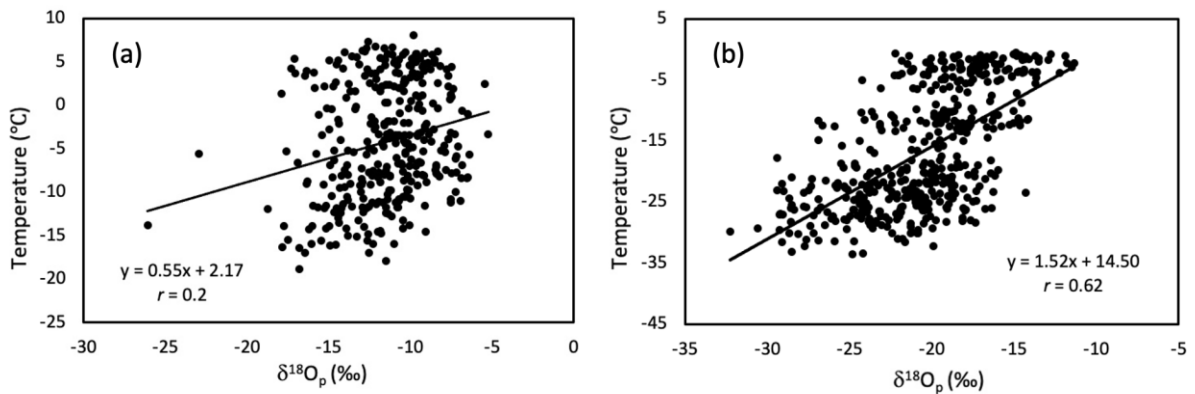 (a)
Temperature (°C)
10
5
0
-5
-10
-15
-20
-25
y = 0.55x + 2.17
r = 0.2
-30
-20
-15
-10
-5
0
δ¹⁸Oₚ (‰)
(b)
Temperature (°C)
5
-5
-15
-25
-35
-45
y = 1.52x + 14.50
r = 0.62
-35
-30
-25
-20
-15
-10
-5
δ¹⁸Oₚ (‰)